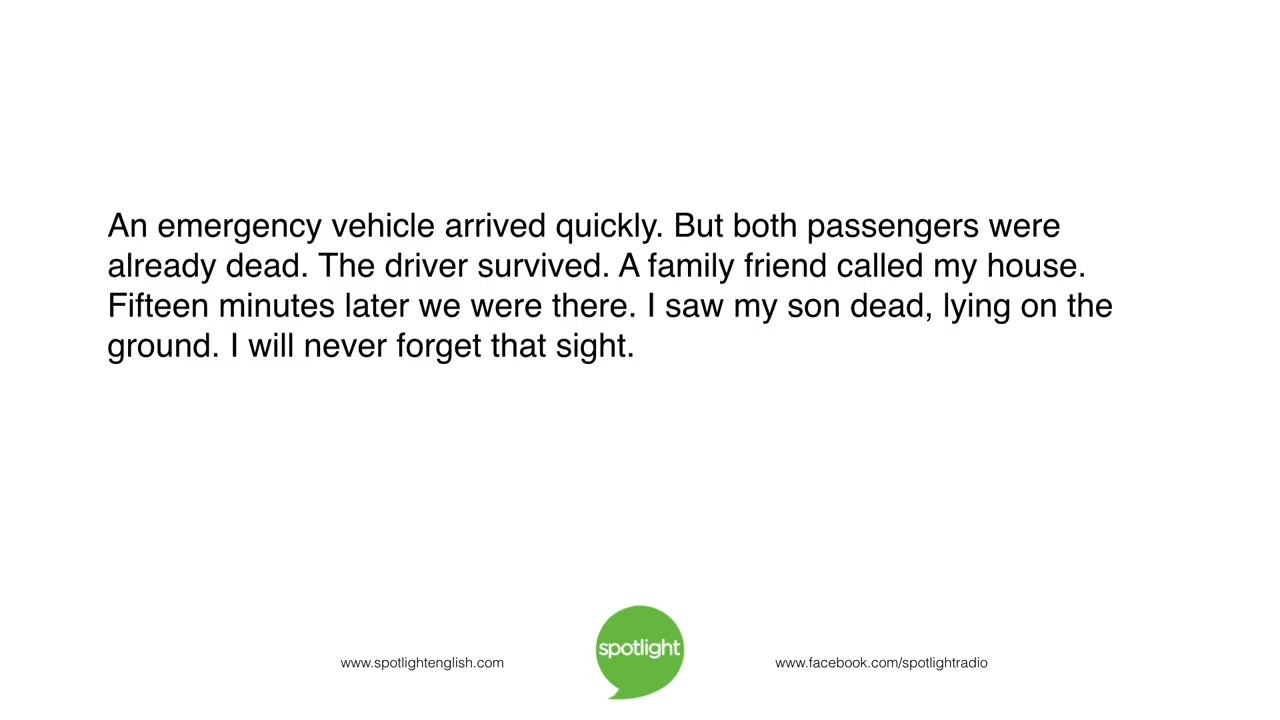 An emergency vehicle arrived quickly. But both passengers were
already dead. The driver survived. A family friend called my house.
Fifteen minutes later we were there. I saw my son dead, lying on the
ground. I will never forget that sight.
spotlight
www.spotlightenglish.com
www.facebook.com/spotlightradio